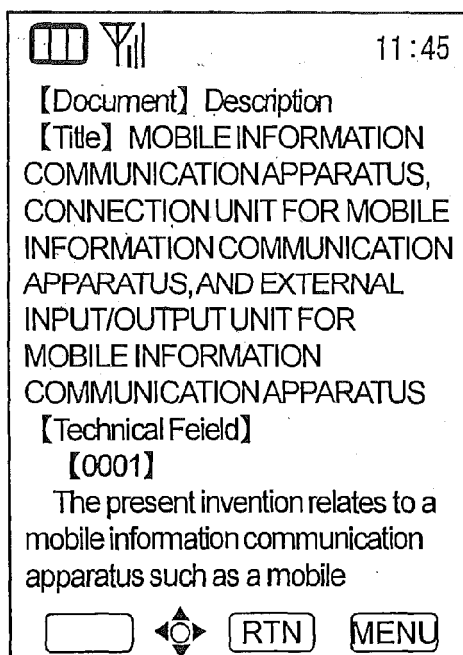 11:45
【Document】 Description
【Title】 MOBILE INFORMATION
COMMUNICATION APPARATUS,
CONNECTION UNIT FOR MOBILE
INFORMATION COMMUNICATION
APPARATUS, AND EXTERNAL
INPUT/OUTPUT UNIT FOR
MOBILE INFORMATION
COMMUNICATION APPARATUS
【Technical Feield】
【0001】
The present invention relates to a
mobile information communication
apparatus such as a mobile
RTN MENU